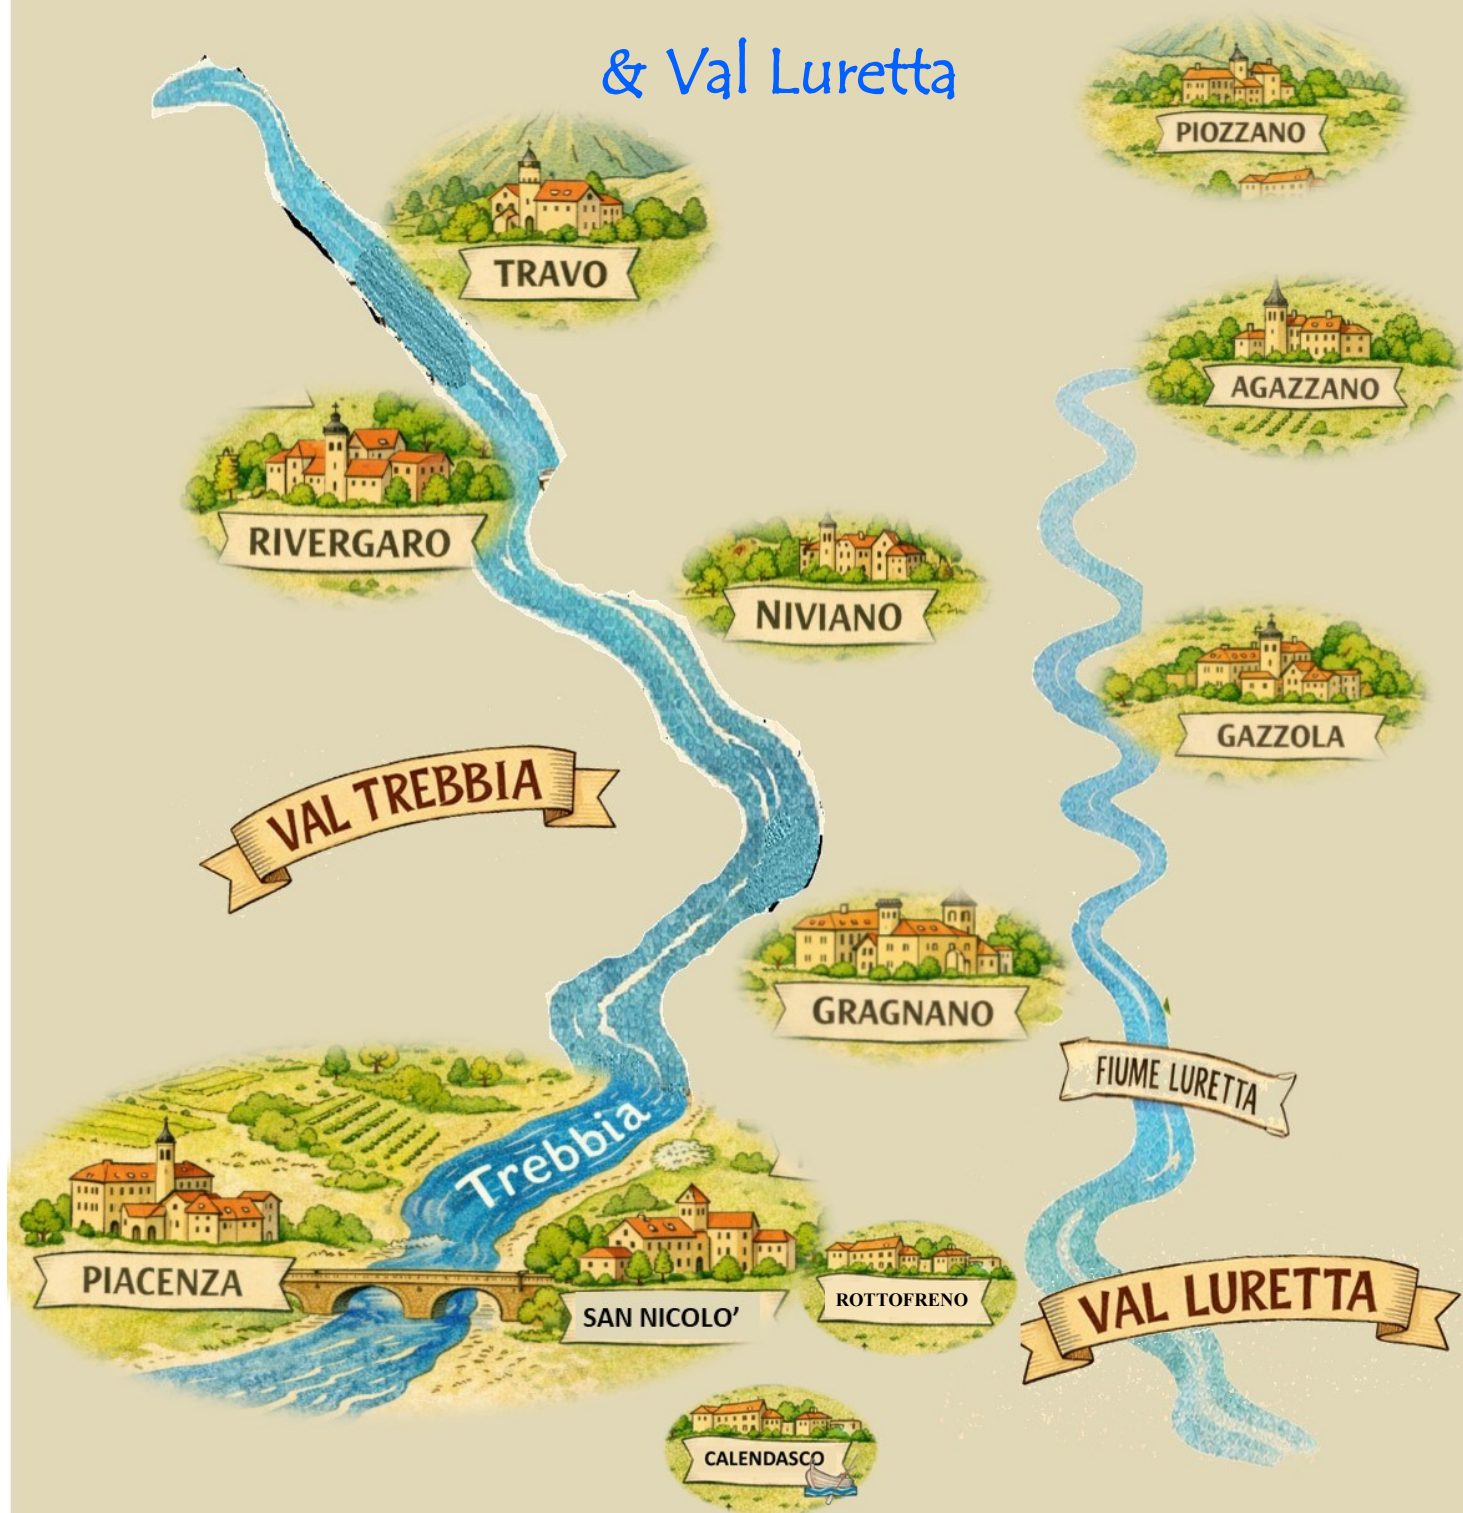 & Val Luretta
PIOZZANO
TRAVO
AGAZZANO
RIVERGARO
NIVIANO
GAZZOLA
VAL TREBBIA
GRAGNANO
FIUME LURETTA
Trebbia
PIACENZA
SAN NICOLO’
ROTTOFRENO
VAL LURETTA
CALENDASCO